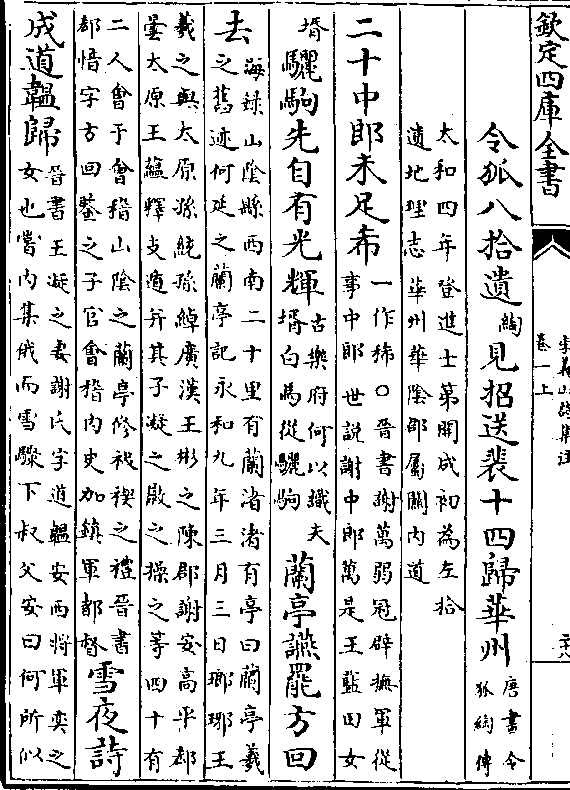 欽定四庫全書
李義山詩集注
卷一上
二十八
令狐八拾遺
綯
見招送裴十四歸華州
唐書令
狐綯傳
太和四年登進士第開成初為左拾
遺地理志華州華陰郡屬關內道
二十中郎未足希
一作稀○晉書謝萬弱冠辟撫軍從
事中郎世說謝中郎萬是王藍田女
壻
驪駒先自有光輝
古樂府何以識夫
壻白馬從驪駒
蘭亭讌罷方回
去
海録山陰縣西南二十里有蘭渚渚有亭曰蘭亭羲
之舊迹何延之蘭亭記永和九年三月三日瑯琊王
羲之與太原孫統孫綽廣漢王彬之陳郡謝安高平郗
曇太原王蘊釋支遁并其子凝之徽之操之等四十有
二人會于會稽山陰之蘭亭修袚禊之禮晉書
郗愔字方回鑒之子官會稽内史加鎮軍都督
雪夜詩
成道韞歸
晉書王凝之妻謝氏字道韞安西將軍奕之
女也嘗内集俄而雪驟下叔父安曰何所似